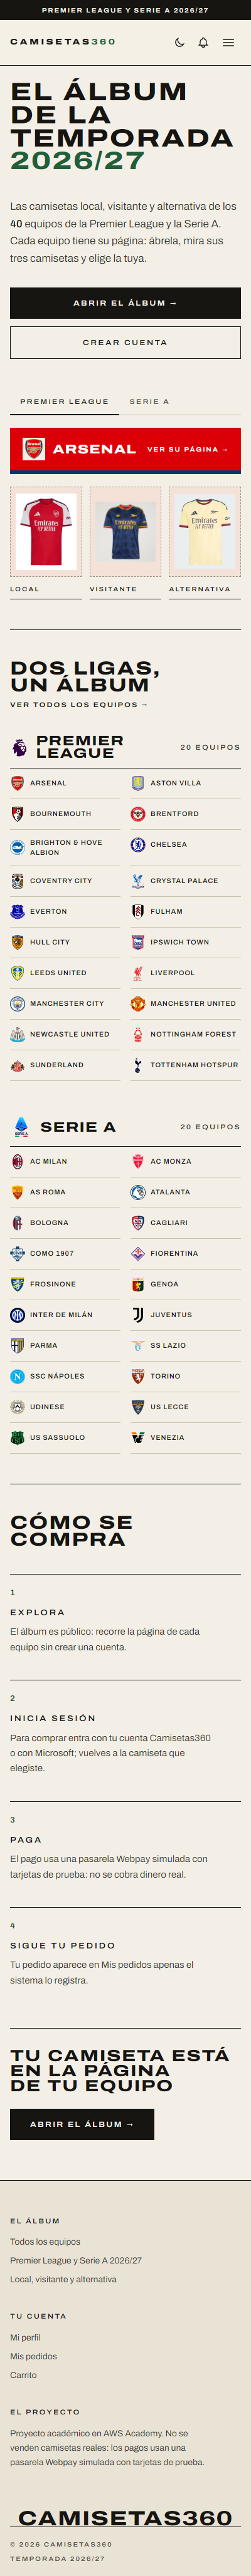 PREMIER LEAGUE Y SERIE A 2026/27
CAMISETAS360
EL ÁLBUM
DE LA
TEMPORADA
2026/27
Las camisetas local, visitante y alternativa de los
40 equipos de la Premier League y la Serie A.
Cada equipo tiene su página: ábrela, mira sus
tres camisetas y elige la tuya.
ABRIR EL ÁLBUM →
CREAR CUENTA
PREMIER LEAGUE
SERIE A
ARSENAL
VER SU PÁGINA →
LOCAL
VISITANTE
ALTERNATIVA
DOS LIGAS,
UN ÁLBUM
VER TODOS LOS EQUIPOS →
PREMIER
LEAGUE
20 EQUIPOS
ARSENAL
ASTON VILLA
BOURNEMOUTH
BRENTFORD
BRIGHTON & HOVE
ALBION
CHELSEA
COVENTRY CITY
CRYSTAL PALACE
EVERTON
FULHAM
HULL CITY
IPSWICH TOWN
LEEDS UNITED
LIVERPOOL
MANCHESTER CITY
MANCHESTER UNITED
NEWCASTLE UNITED
NOTTINGHAM FOREST
SUNDERLAND
TOTTENHAM HOTSPUR
SERIE A
20 EQUIPOS
AC MILAN
AC MONZA
AS ROMA
ATALANTA
BOLOGNA
CAGLIARI
COMO 1907
FIORENTINA
FROSINONE
GENOA
INTER DE MILÁN
JUVENTUS
PARMA
SS LAZIO
SSC NÁPOLES
TORINO
UDINESE
US LECCE
US SASSUOLO
VENEZIA
CÓMO SE
COMPRA
1
EXPLORA
El álbum es público: recorre la página de cada
equipo sin crear una cuenta.
2
INICIA SESIÓN
Para comprar entra con tu cuenta Camisetas360
o con Microsoft; vuelves a la camiseta que
elegiste.
3
PAGA
El pago usa una pasarela Webpay simulada con
tarjetas de prueba: no se cobra dinero real.
4
SIGUE TU PEDIDO
Tu pedido aparece en Mis pedidos apenas el
sistema lo registra.
TU CAMISETA ESTÁ
EN LA PÁGINA
DE TU EQUIPO
ABRIR EL ÁLBUM →
EL ÁLBUM
Todos los equipos
Premier League y Serie A 2026/27
Local, visitante y alternativa
TU CUENTA
Mi perfil
Mis pedidos
Carrito
EL PROYECTO
Proyecto académico en AWS Academy. No se
venden camisetas reales: los pagos usan una
pasarela Webpay simulada con tarjetas de prueba.
CAMISETAS360
© 2026 CAMISETAS360
TEMPORADA 2026/27